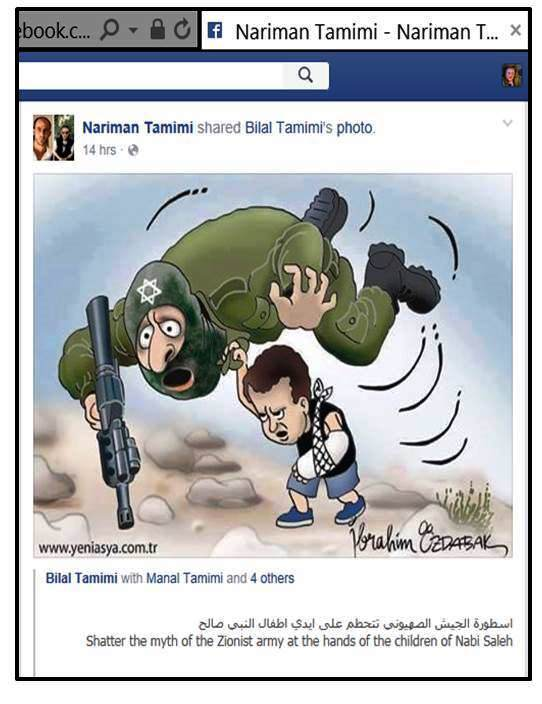 ebook.c...
Nariman Tamimi - Nariman T...
Nariman Tamimi shared Bilal Tamimi's photo.
14 hrs
www.yeniasya.com.tr
İbrahim ÖZDABAK
Bilal Tamimi with Manal Tamimi and 4 others
اسطورة الجيش الصهيوني تتحطم على ايدي اطفال النبي صالح
Shatter the myth of the Zionist army at the hands of the children of Nabi Saleh